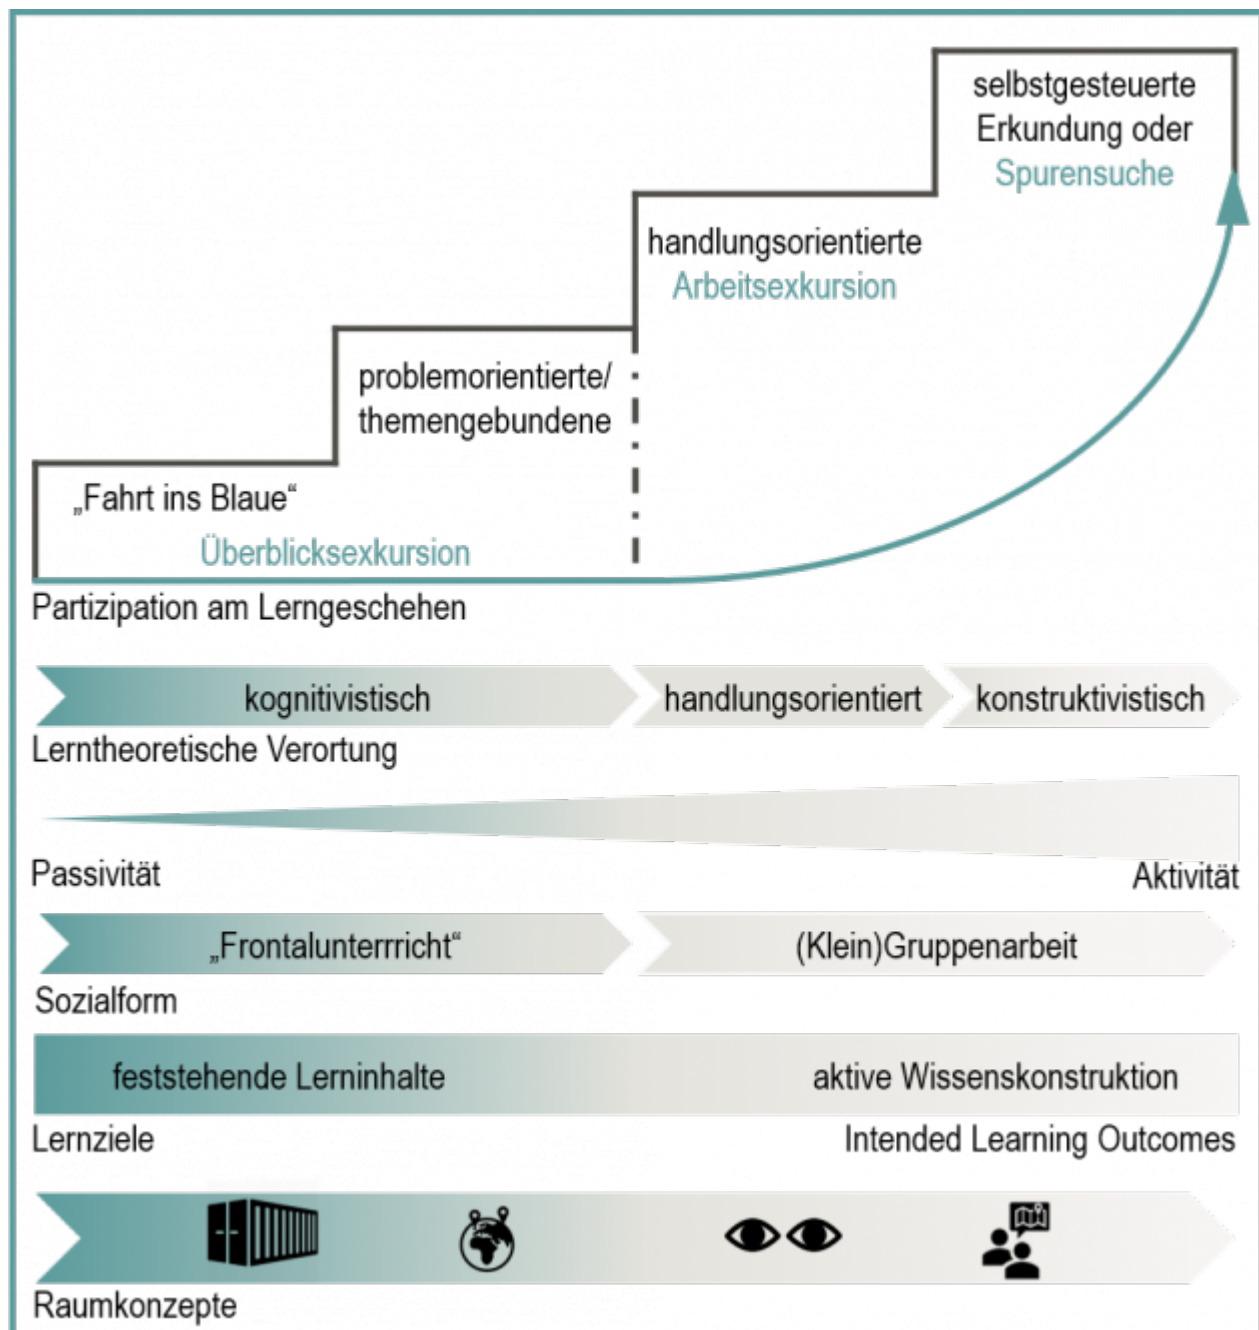 selbstgesteuerte
Erkundung oder
Spurensuche
handlungsorientierte
Arbeitsexkursion
problemorientierte/
themengebundene
„Fahrt ins Blaue“
Überblicksexkursion
Partizipation am Lerngeschehen
kognitivistisch handlungsorientiert konstruktivistisch
Lerntheoretische Verortung
Passivität Aktivität
„Frontalunterrricht“ (Klein)Gruppenarbeit
Sozialform
feststehende Lerninhalte aktive Wissenskonstruktion
Lernziele Intended Learning Outcomes
Raumkonzepte